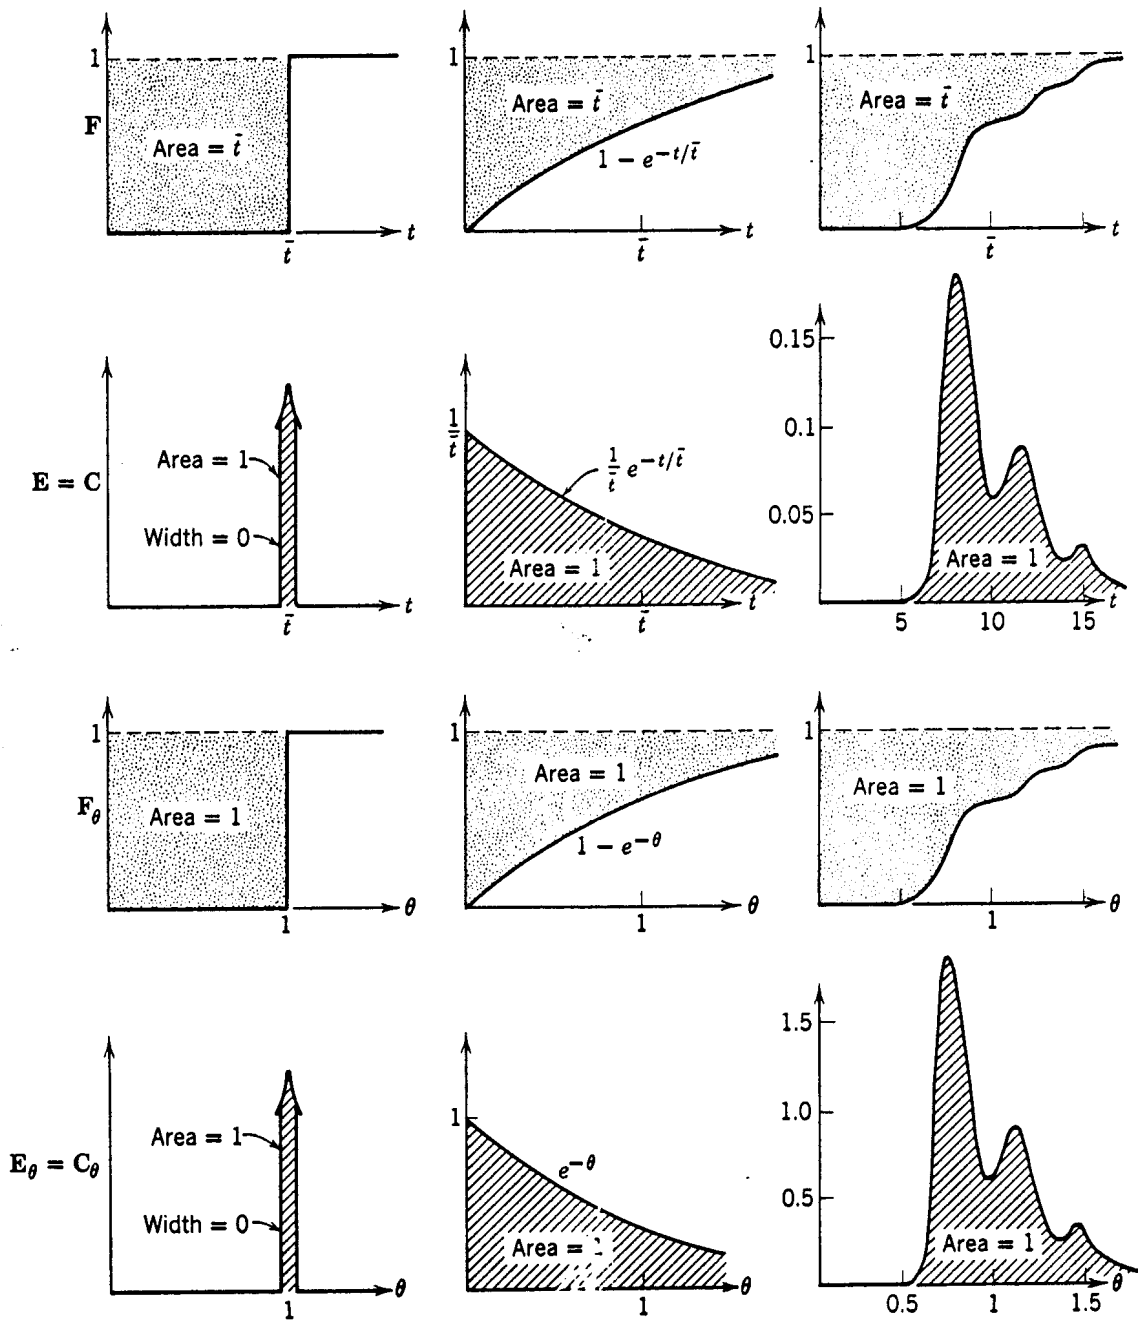 1
F
Area = t̄
t̄
t
1
Area = t̄
1 − e^−t/t̄
t̄
t
1
Area = t̄
t̄
t
E = C
Area = 1
Width = 0
t̄
t
1/t̄
1/t̄ e^−t/t̄
Area = 1
t̄
t
0.15
0.1
0.05
Area = 1
5
10
15
t
1
F_θ
Area = 1
1
θ
1
Area = 1
1 − e^−θ
1
θ
1
Area = 1
1
θ
E_θ = C_θ
Area = 1
Width = 0
1
θ
1
e^−θ
Area =
1
θ
1.5
1.0
0.5
Area = 1
0.5
1
1.5
θ